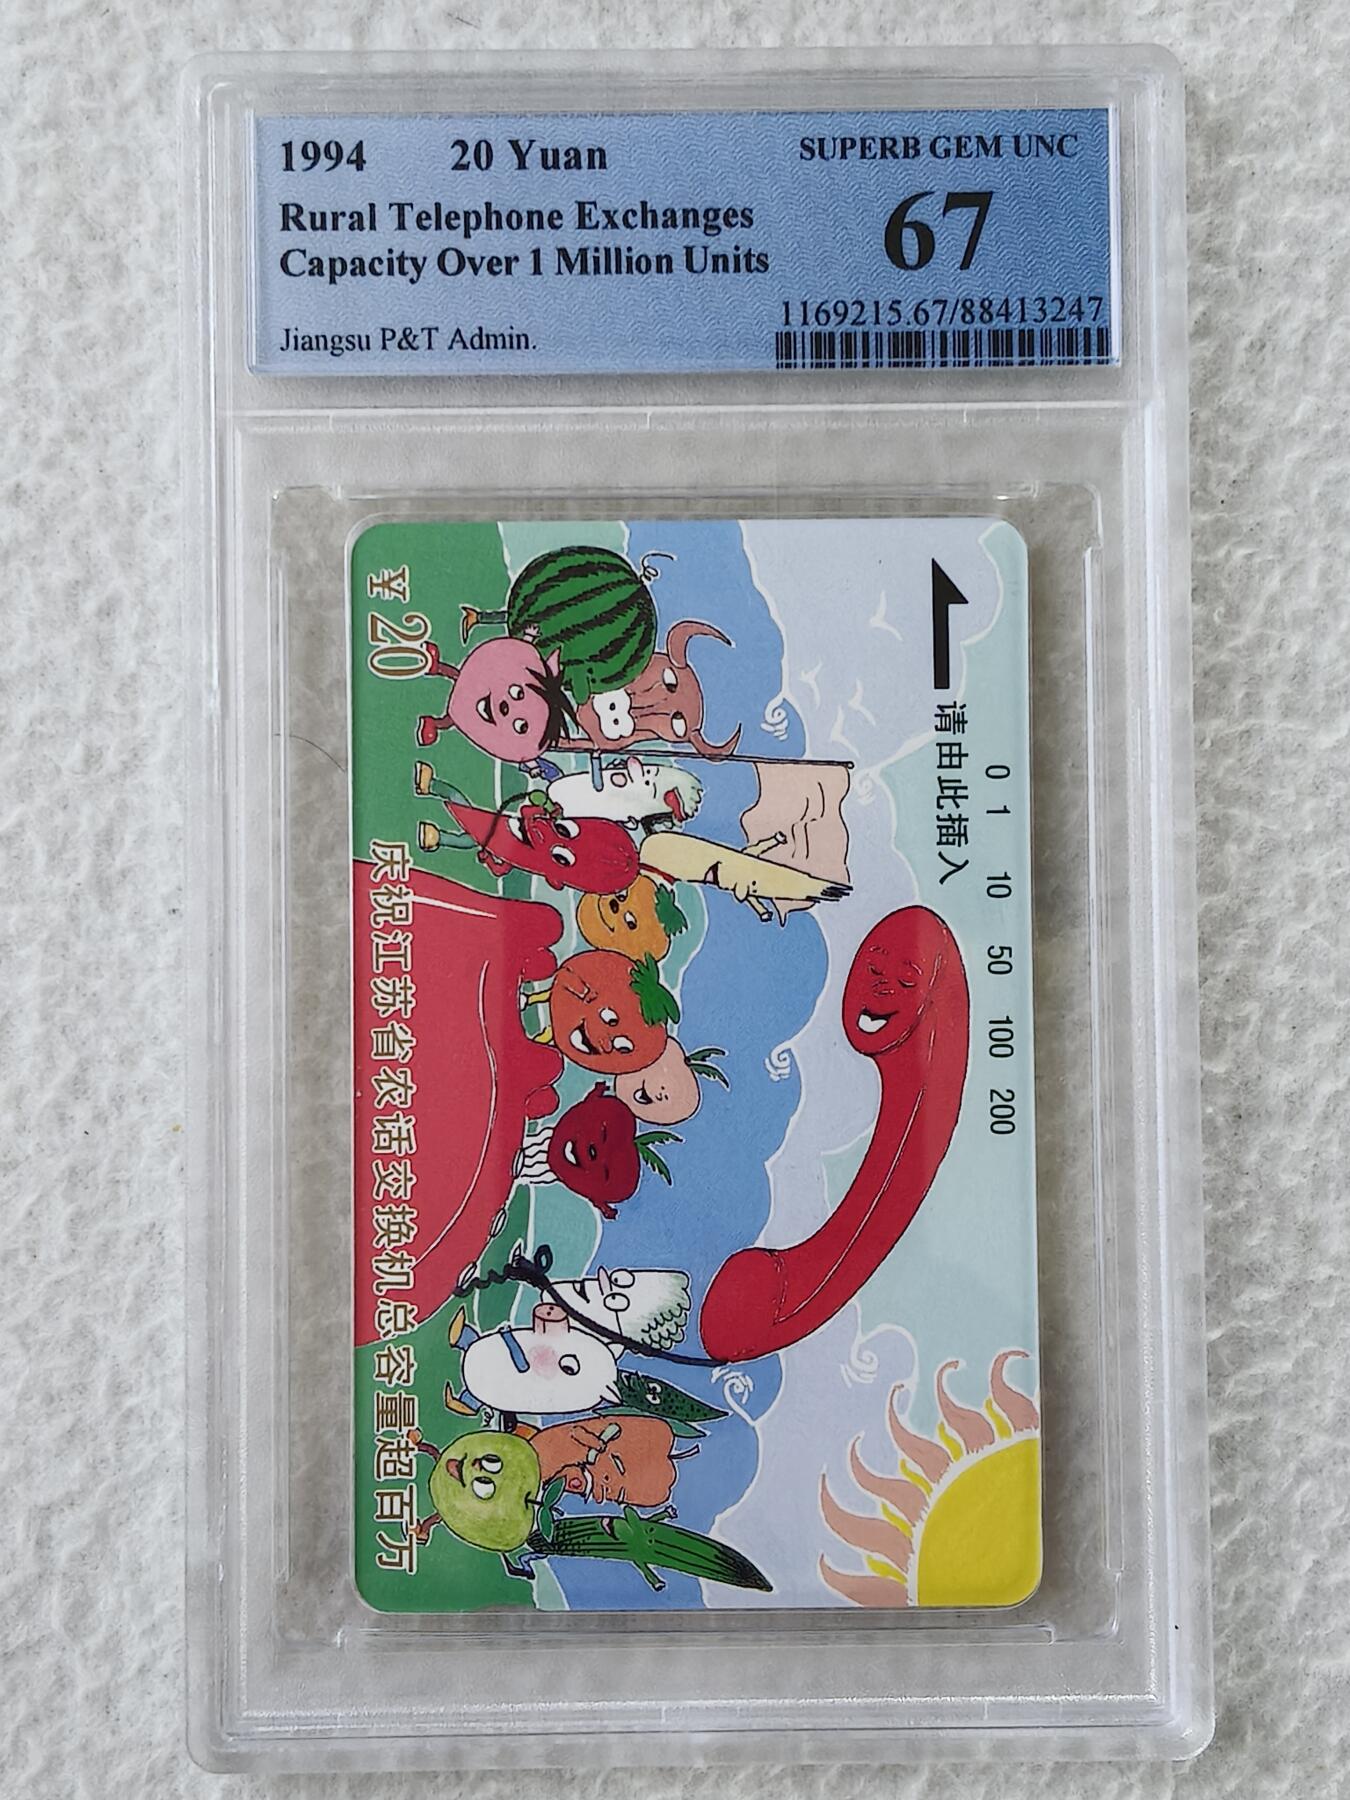 1994 20 Yuan
SUPERB GEM UNC
Rural Telephone Exchanges
67
Capacity Over 1 Million Units
1169215.67/88413247
Jiangsu P&T Admin.
0 1 10 50 100 200
请由此插入
¥20
庆祝江苏省农话交换机总容量超百万